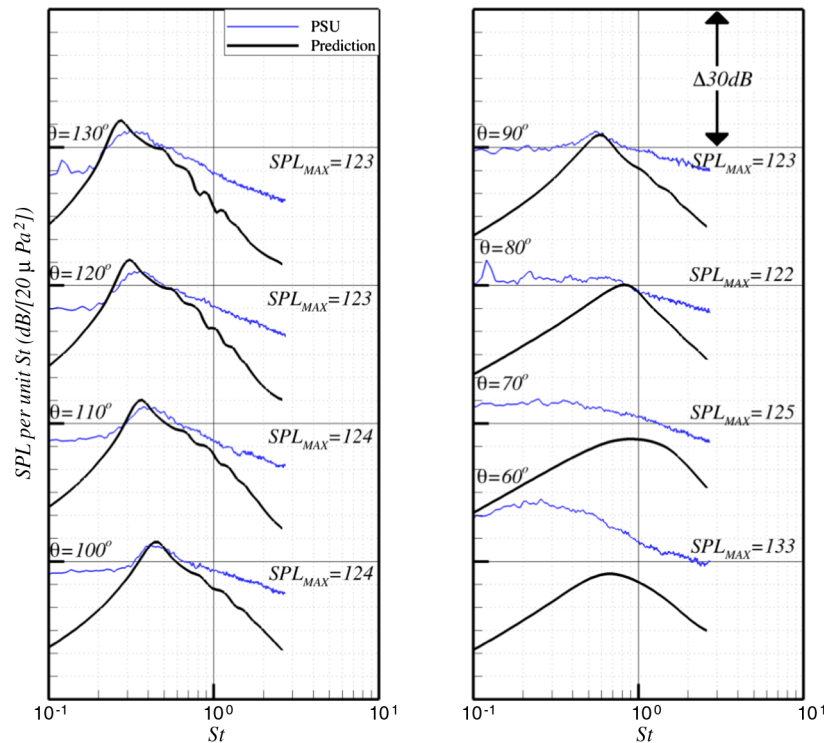 PSU
Prediction
θ=130°
SPL_MAX=123
θ=120°
SPL_MAX=123
θ=110°
SPL_MAX=124
θ=100°
SPL_MAX=124
SPL per unit St (dB/[20 μ Pa²])
10⁻¹ 10⁰ 10¹
St
Δ30dB
θ=90°
SPL_MAX=123
θ=80°
SPL_MAX=122
θ=70°
SPL_MAX=125
θ=60°
SPL_MAX=133
10⁻¹ 10⁰ 10¹
St